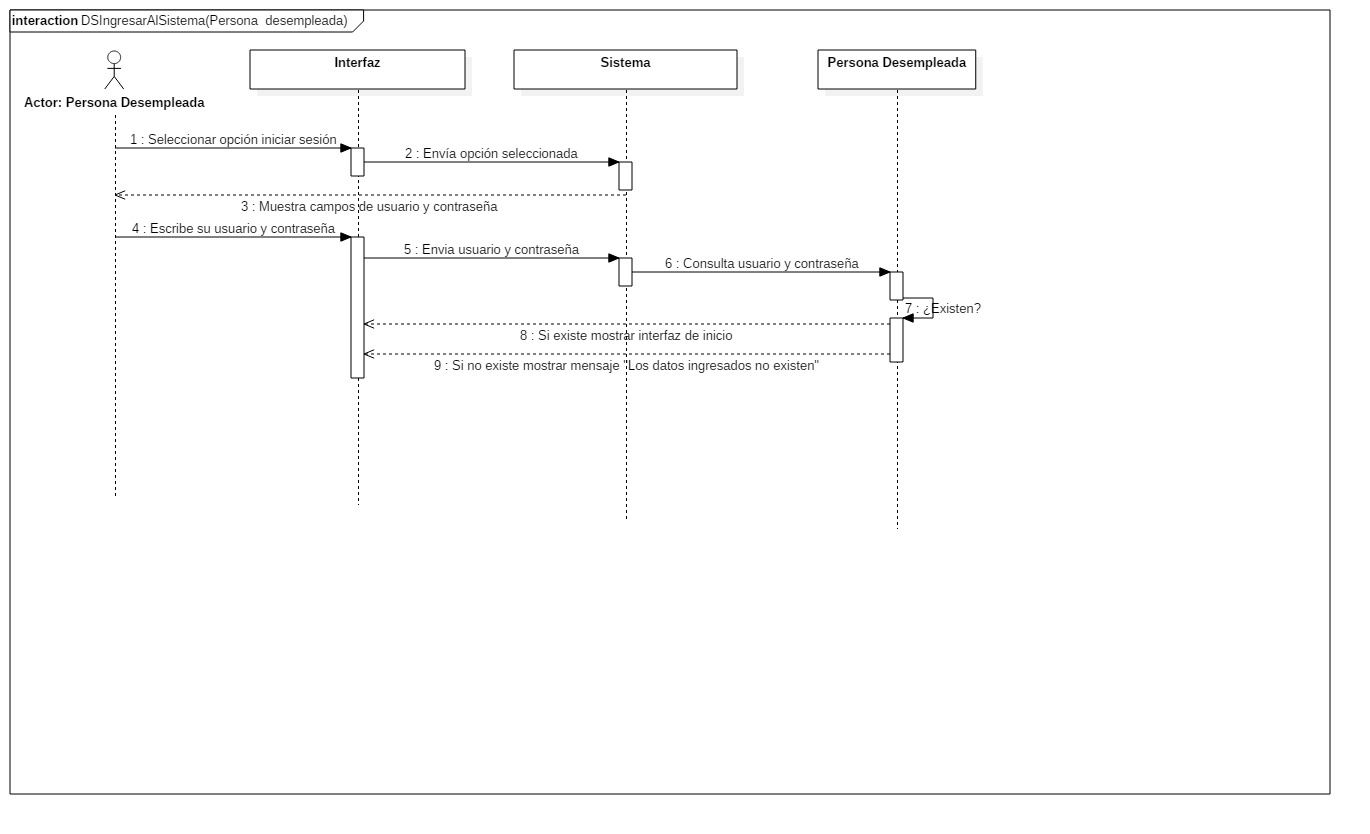 interaction DSIngresarAlSistema(Persona desempleada)
Interfaz
Sistema
Persona Desempleada
Actor: Persona Desempleada
1 : Seleccionar opción iniciar sesión
2 : Envía opción seleccionada
3 : Muestra campos de usuario y contraseña
4 : Escribe su usuario y contraseña
5 : Envia usuario y contraseña
6 : Consulta usuario y contraseña
7 : ¿Existen?
8 : Si existe mostrar interfaz de inicio
9 : Si no existe mostrar mensaje "Los datos ingresados no existen"